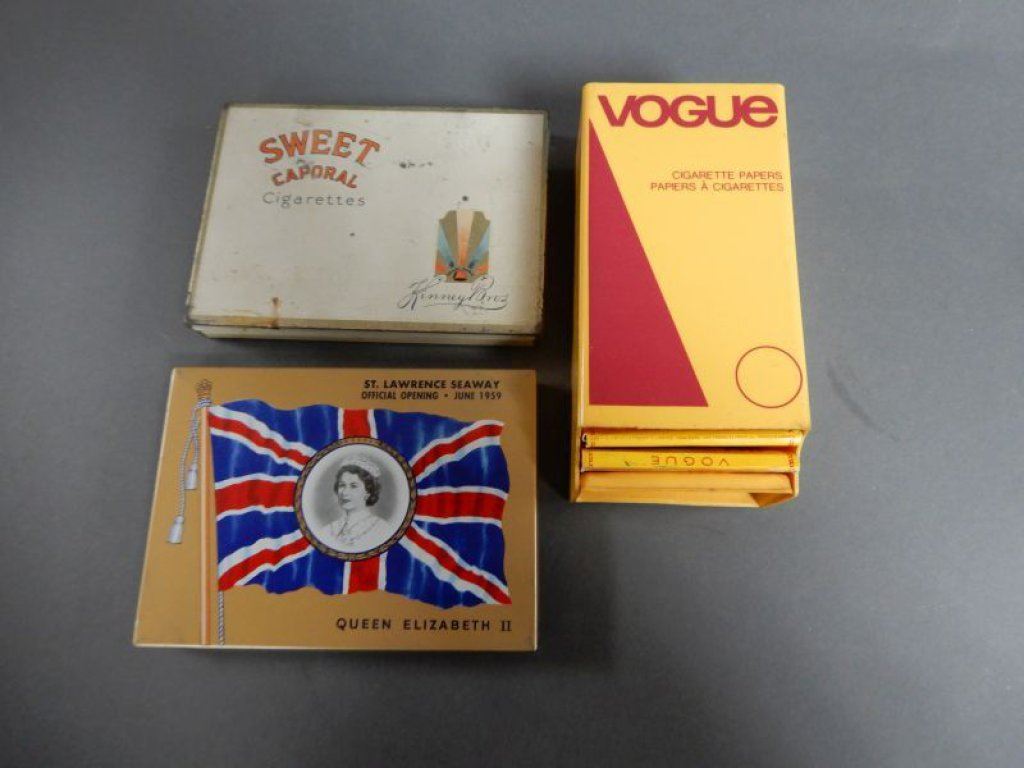 SWEET
CAPORAL
Cigarettes
Kinney Bros
VOGUE
CIGARETTE PAPERS
PAPIERS À CIGARETTES
VOGUE
ST. LAWRENCE SEAWAY
OFFICIAL OPENING • JUNE 1959
QUEEN ELIZABETH II